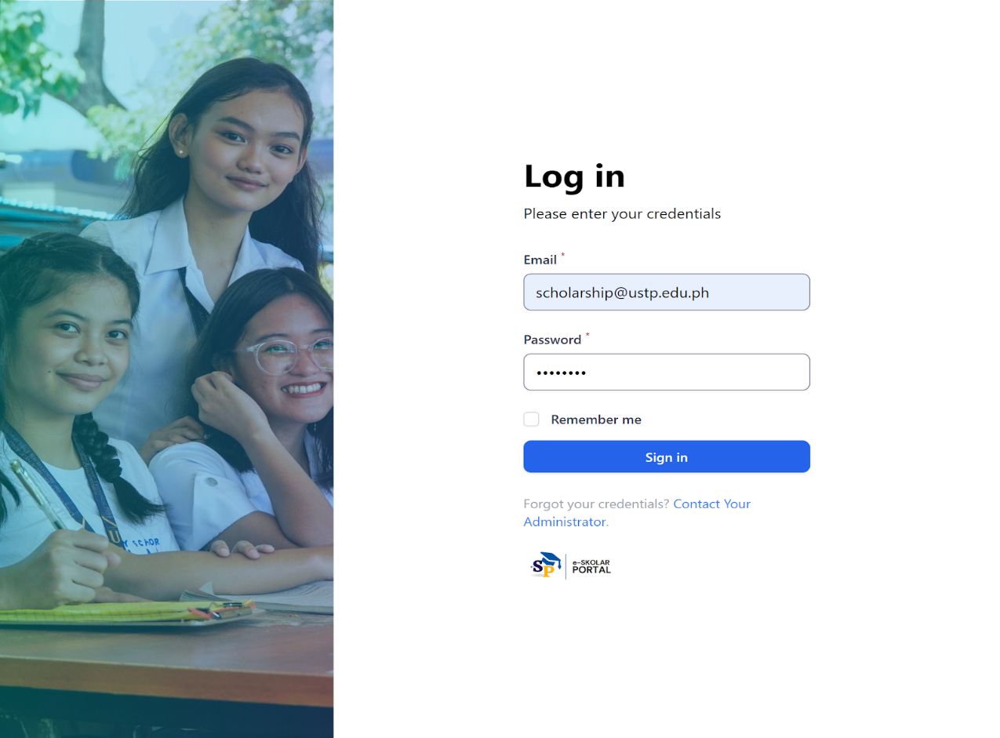 Log in
Please enter your credentials
Email *
scholarship@ustp.edu.ph
Password *
••••••••
Remember me
Sign in
Forgot your credentials? Contact Your
Administrator.
SP
e-SKOLAR
PORTAL
U